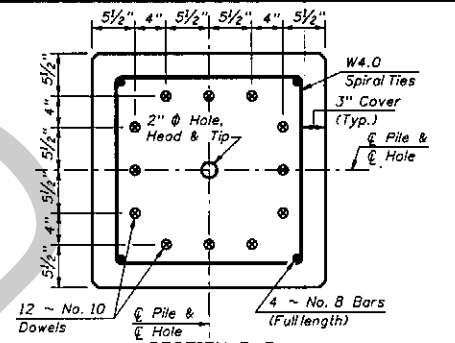 5½" 4" 5½" 5½" 4" 5½"
W4.0
Spiral Ties
3" Cover
(Typ.)
℄ Pile &
℄ Hole
2" ϕ Hole,
Head & Tip
5½"
4"
5½"
5½"
4"
5½"
12 ~ No. 10
Dowels
℄ Pile &
℄ Hole
4 ~ No. 8 Bars
(Full length)